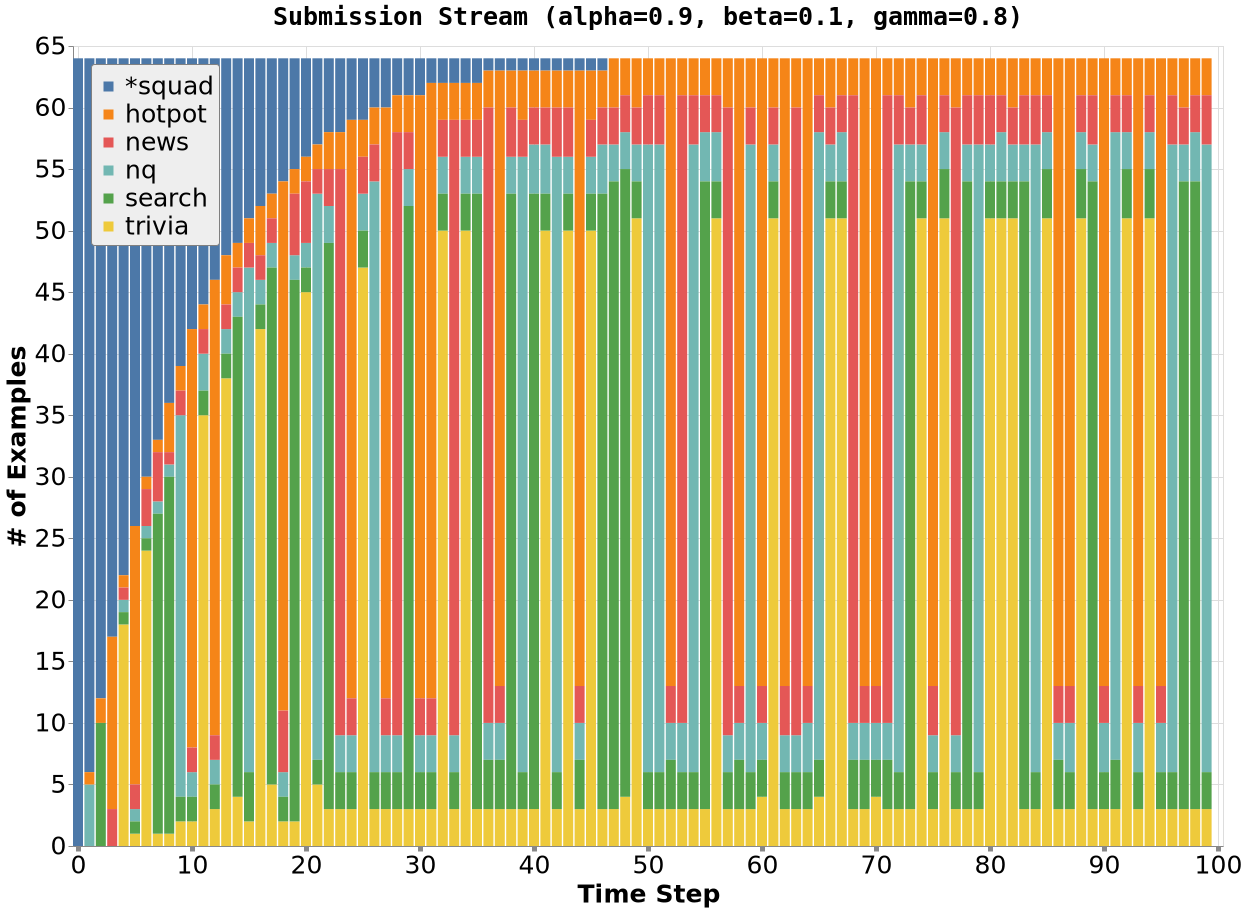 Submission Stream (alpha=0.9, beta=0.1, gamma=0.8)
# of Examples
65
60
55
50
45
40
35
30
25
20
15
10
5
0
*squad
hotpot
news
nq
search
trivia
0 10 20 30 40 50 60 70 80 90 100
Time Step